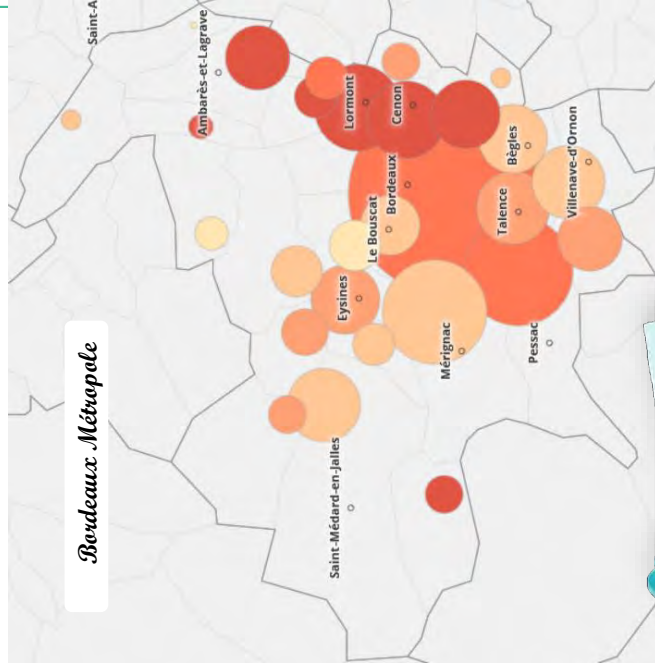 Bordeaux Métropole
Saint-A
Ambarès-et-Lagrave
Lormont
Cenon
Bordeaux
Le Bouscat
Eysines
Bègles
Talence
Villenave-d'Ornon
Mérignac
Pessac
Saint-Médard-en-Jalles